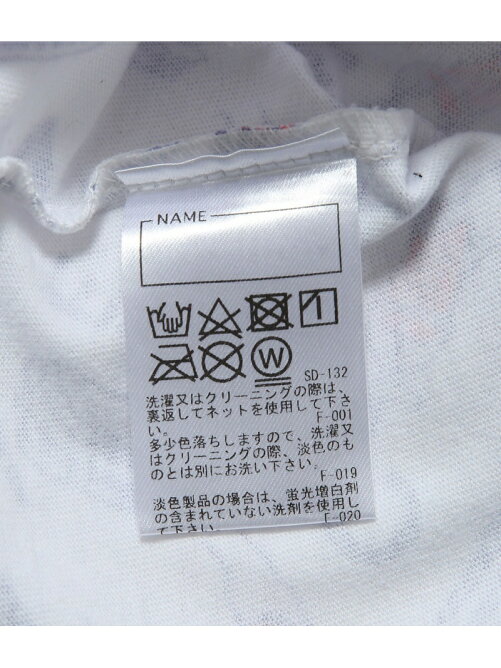 NAME
W
SD-132
洗濯又はクリーニングの際は、
裏返してネットを使用して下さ
い。
F-001
多少色落ちしますので、洗濯又
はクリーニングの際、淡色のも
のとは別にお洗い下さい。
F-019
淡色製品の場合は、蛍光増白剤
の含まれていない洗剤を使用し
F-020